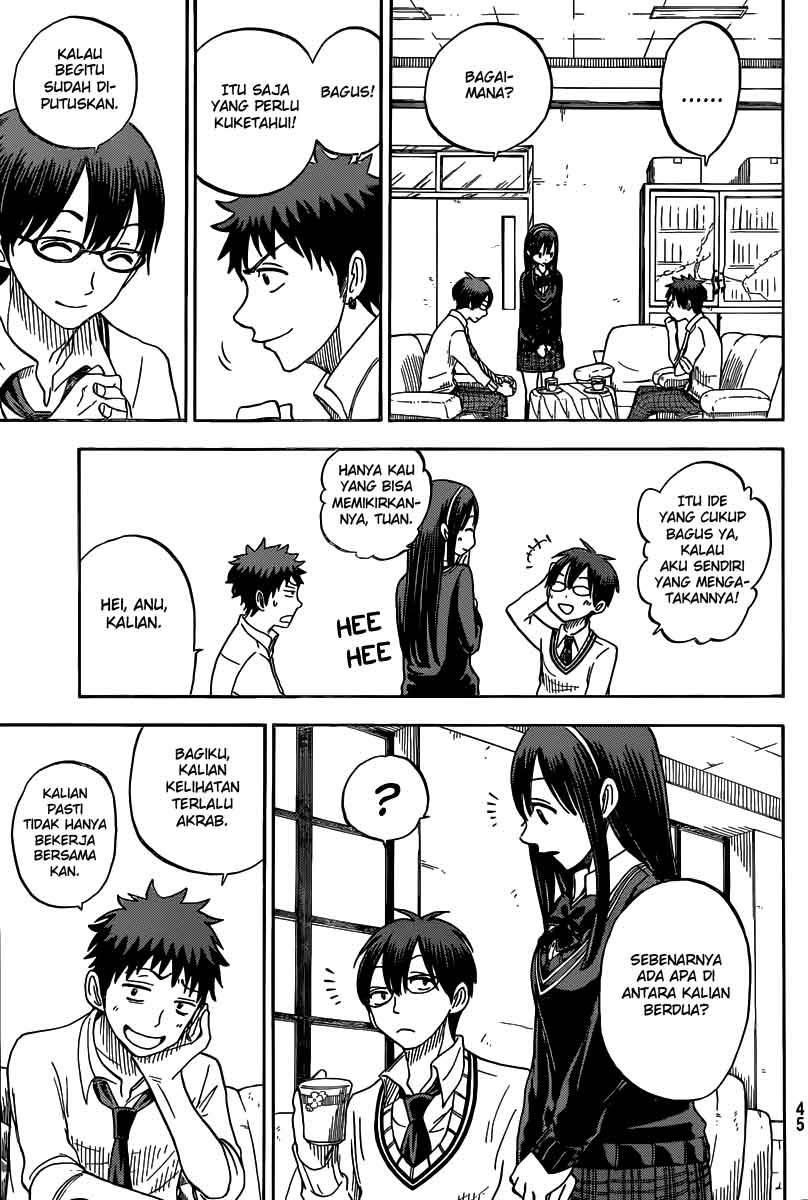 ......
BAGAI-
MANA?
BAGUS!
ITU SAJA
YANG PERLU
KUKETAHUI!
KALAU
BEGITU
SUDAH DI-
PUTUSKAN.
ITU IDE
YANG CUKUP
BAGUS YA,
KALAU
AKU SENDIRI
YANG MENGA-
TAKANNYA!
HANYA KAU
YANG BISA
MEMIKIRKAN-
NYA, TUAN.
HEE
HEE
HEI, ANU,
KALIAN.
SEBENARNYA
ADA APA DI
ANTARA KALIAN
BERDUA?
?
BAGIKU,
KALIAN
KELIHATAN
TERLALU
AKRAB.
KALIAN
PASTI
TIDAK HANYA
BEKERJA
BERSAMA
KAN.
45